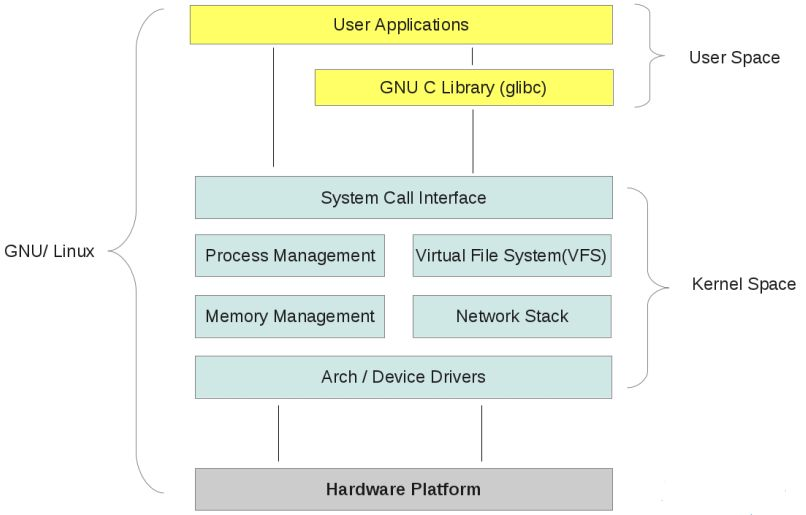 User Applications
User Space
GNU C Library (glibc)
System Call Interface
GNU/ Linux
Process Management
Virtual File System(VFS)
Kernel Space
Memory Management
Network Stack
Arch / Device Drivers
Hardware Platform